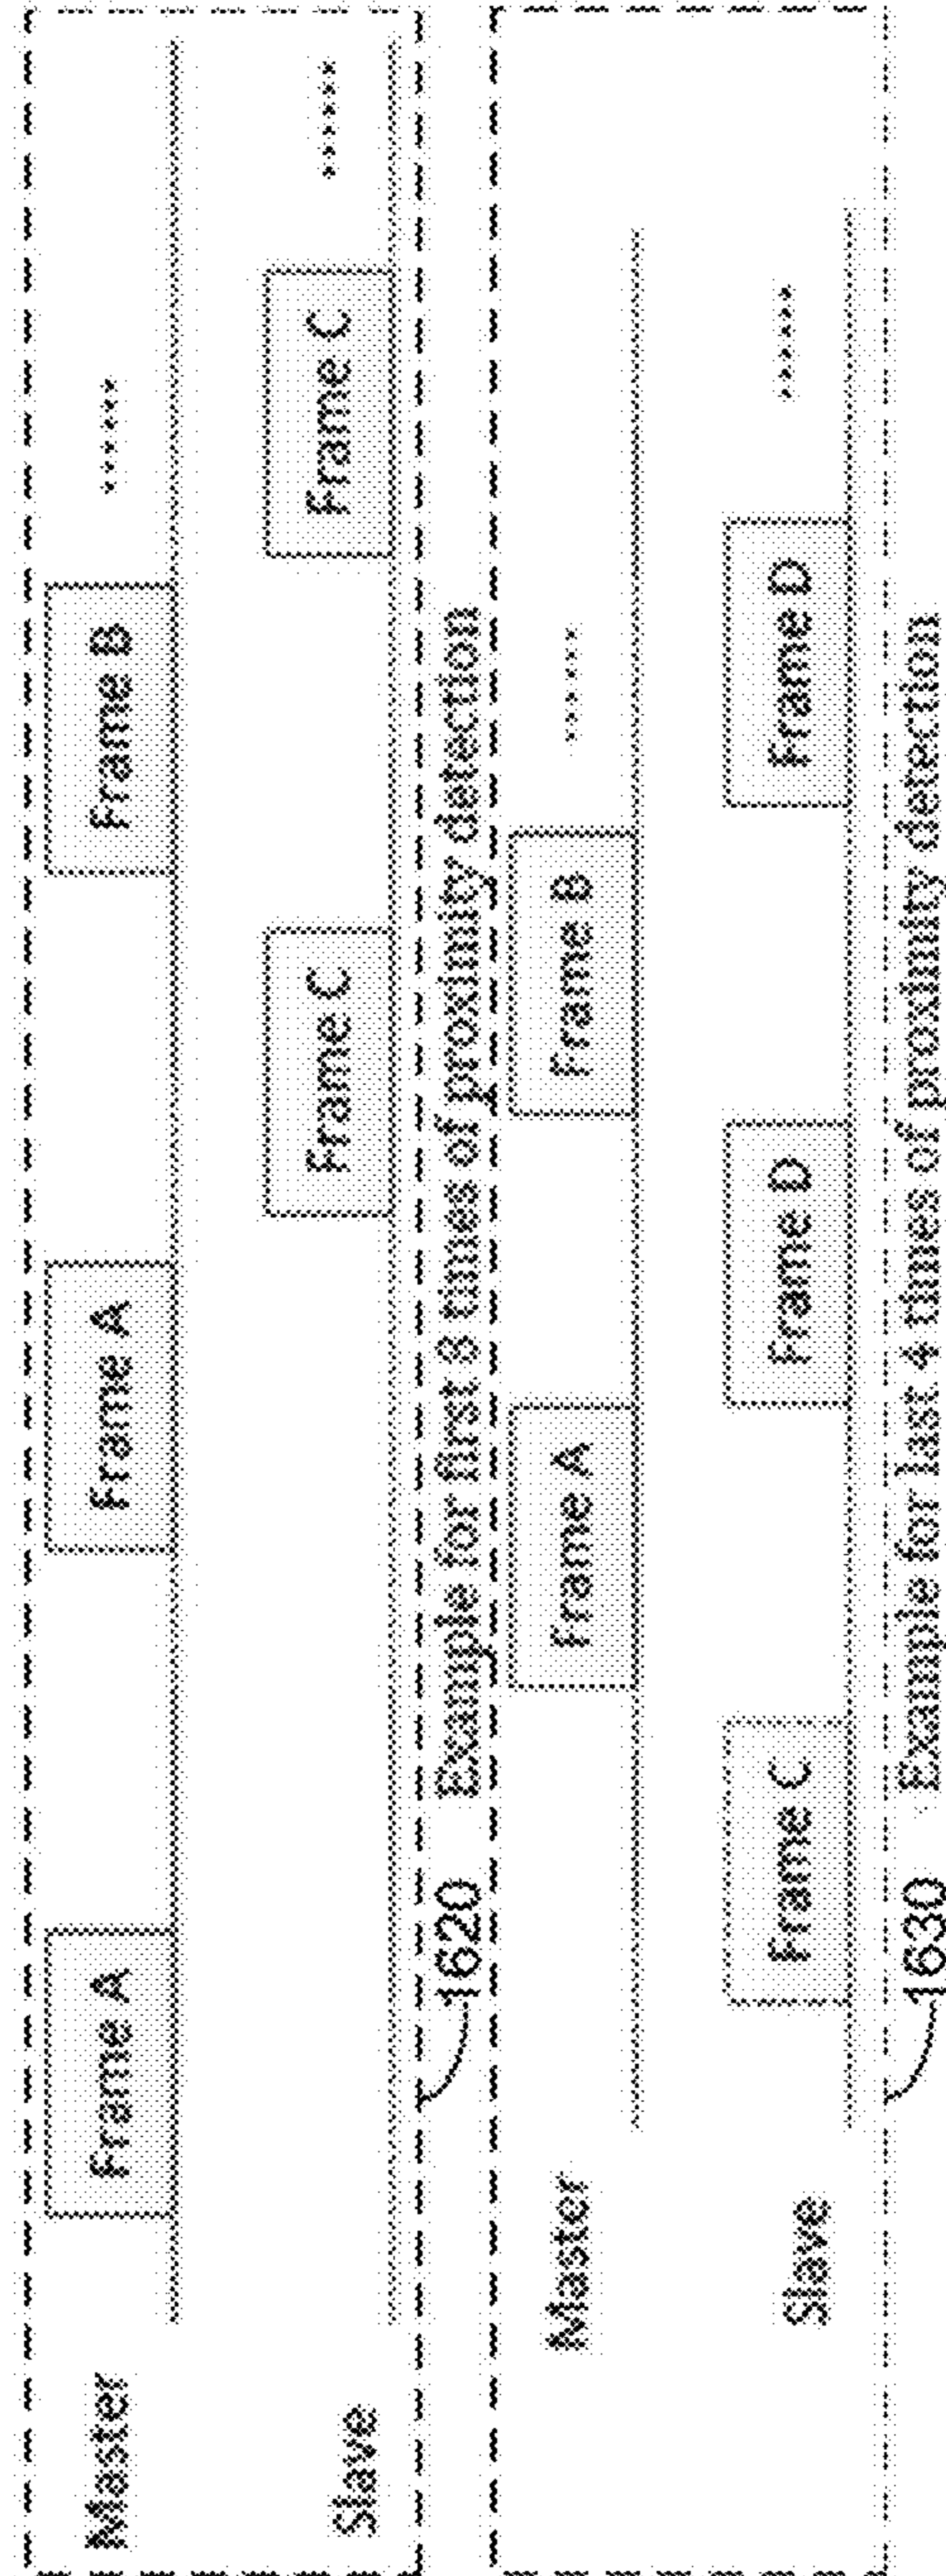 Master Frame A Frame A Frame B ......
Slave Frame C Frame C ......
1620 Example for first 8 times of proximity detection
Master Frame A Frame B ......
Slave Frame C Frame D Frame D ......
1630 Example for last 4 times of proximity detection